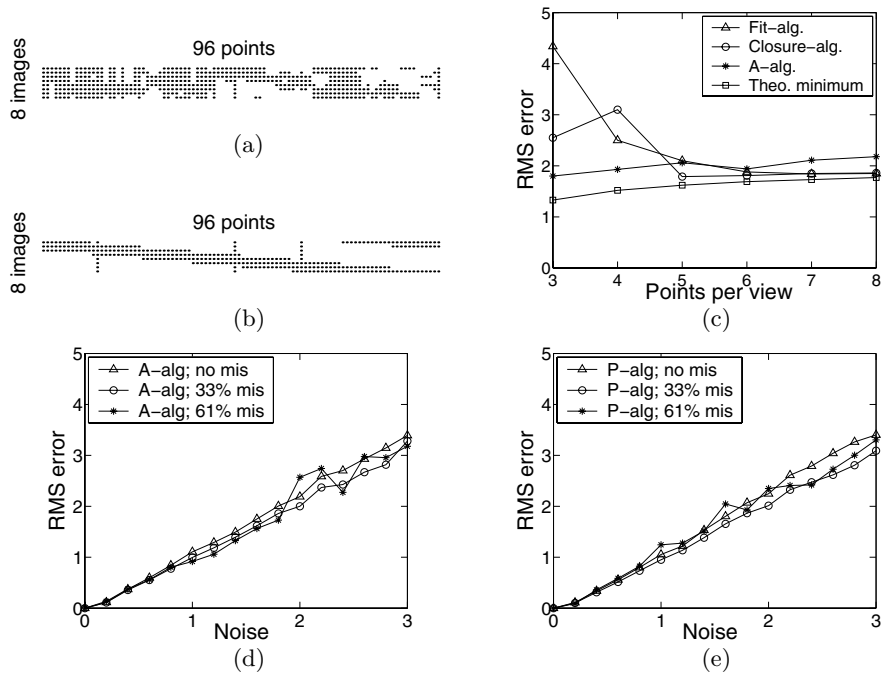 96 points
8 images
(a)
96 points
8 images
(b)
5
4
3
2
1
0
3 4 5 6 7 8
RMS error
Points per view
Fit−alg.
Closure−alg.
A−alg.
Theo. minimum
(c)
5
4
3
2
1
0
0 1 2 3
RMS error
Noise
A−alg; no mis
A−alg; 33% mis
A−alg; 61% mis
(d)
5
4
3
2
1
0
0 1 2 3
RMS error
Noise
P−alg; no mis
P−alg; 33% mis
P−alg; 61% mis
(e)